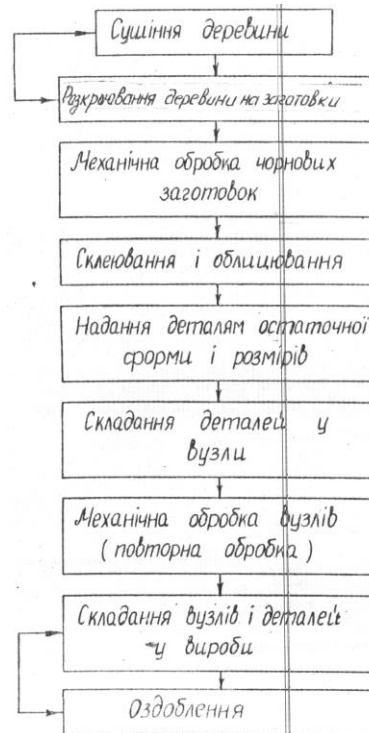 Сушіння деревини
Розкроювання деревини на заготовки
Механічна обробка чорнових
заготовок
Склеювання і облицювання
Надання деталям остаточної
форми і розмірів
Складання деталей у
вузли
Механічна обробка вузлів
( повторна обробка )
Складання вузлів і деталей
у вироби
Оздоблення